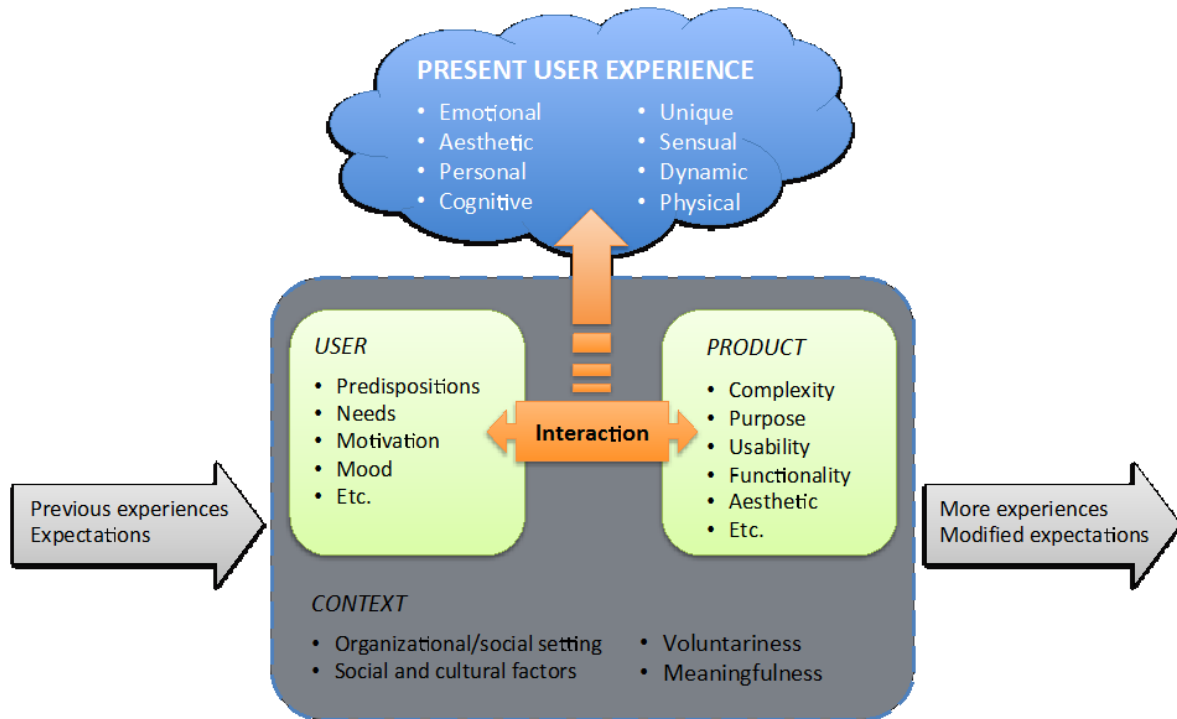 PRESENT USER EXPERIENCE
• Emotional
• Aesthetic
• Personal
• Cognitive
• Unique
• Sensual
• Dynamic
• Physical
USER
• Predispositions
• Needs
• Motivation
• Mood
• Etc.
Interaction
PRODUCT
• Complexity
• Purpose
• Usability
• Functionality
• Aesthetic
• Etc.
Previous experiences
Expectations
More experiences
Modified expectations
CONTEXT
• Organizational/social setting
• Social and cultural factors
• Voluntariness
• Meaningfulness